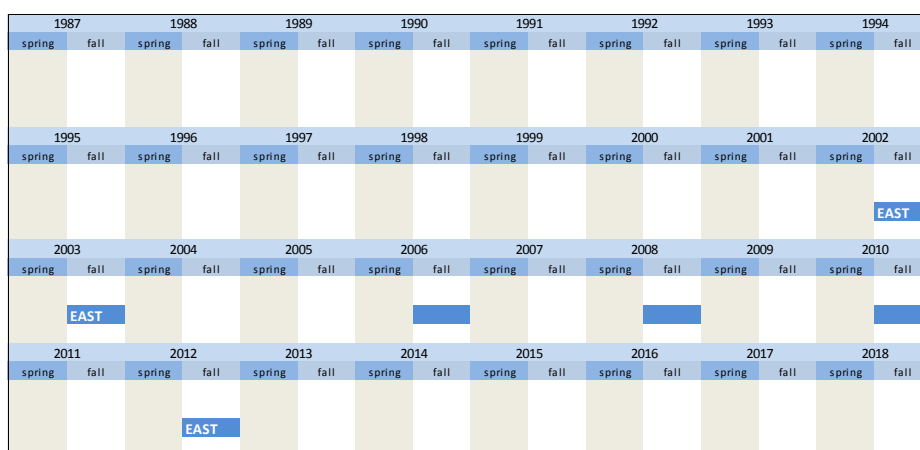 1987 1988 1989 1990 1991 1992 1993 1994
spring fall spring fall spring fall spring fall spring fall spring fall spring fall spring fall
1995 1996 1997 1998 1999 2000 2001 2002
spring fall spring fall spring fall spring fall spring fall spring fall spring fall spring fall
EAST
2003 2004 2005 2006 2007 2008 2009 2010
spring fall spring fall spring fall spring fall spring fall spring fall spring fall spring fall
EAST
2011 2012 2013 2014 2015 2016 2017 2018
spring fall spring fall spring fall spring fall spring fall spring fall spring fall spring fall
EAST